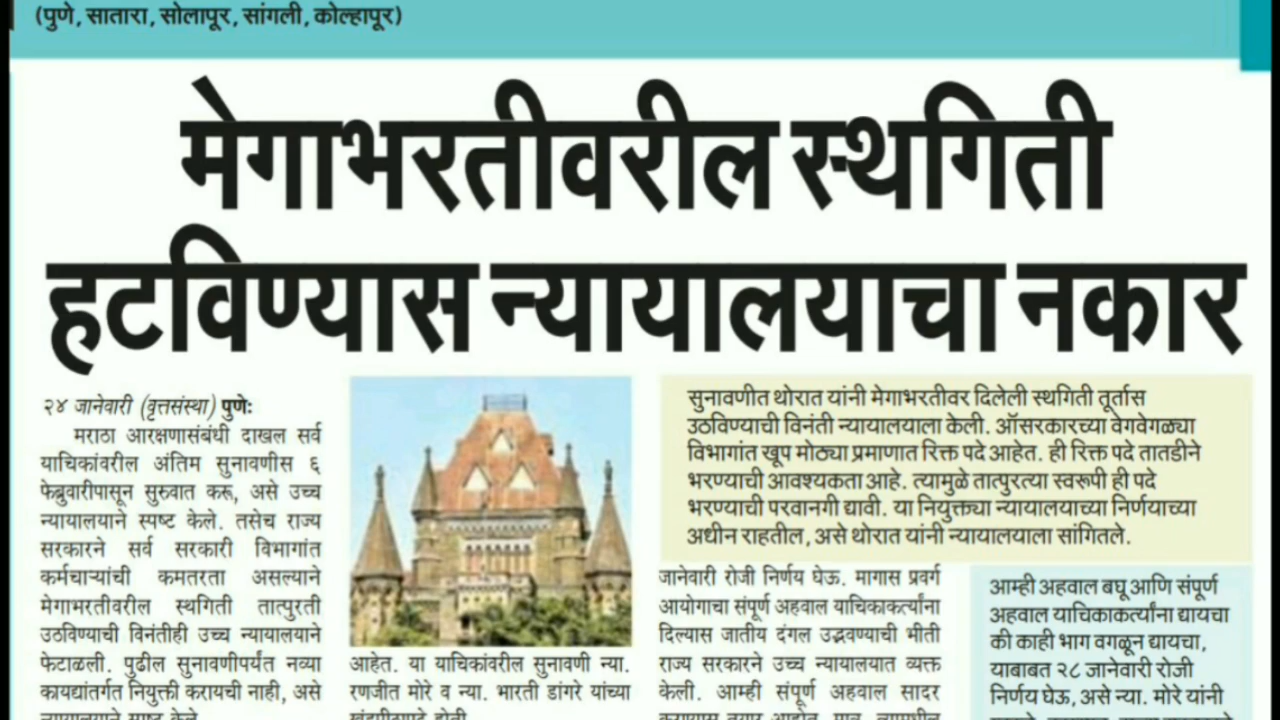 (पुणे, सातारा, सोलापूर, सांगली, कोल्हापूर)
मेगाभरतीवरील स्थगिती
हटविण्यास न्यायालयाचा नकार
२४ जानेवारी (वृत्तसंस्था) पुणे:
मराठा आरक्षणासंबंधी दाखल सर्व
याचिकांवरील अंतिम सुनावणीस ६
फेब्रुवारीपासून सुरुवात करू, असे उच्च
न्यायालयाने स्पष्ट केले. तसेच राज्य
सरकारने सर्व सरकारी विभागांत
कर्मचाऱ्यांची कमतरता असल्याने
मेगाभरतीवरील स्थगिती तात्पुरती
उठविण्याची विनंतीही उच्च न्यायालयाने
फेटाळली. पुढील सुनावणीपर्यंत नव्या
कायद्यांतर्गत नियुक्ती करायची नाही, असे
न्यायालयाने स्पष्ट केले
आहेत. या याचिकांवरील सुनावणी न्या.
रणजीत मोरे व न्या. भारती डांगरे यांच्या
खंडपीठापुढे होती
सुनावणीत थोरात यांनी मेगाभरतीवर दिलेली स्थगिती तूर्तास
उठविण्याची विनंती न्यायालयाला केली. ऑसरकारच्या वेगवेगळ्या
विभागांत खूप मोठ्या प्रमाणात रिक्त पदे आहेत. ही रिक्त पदे तातडीने
भरण्याची आवश्यकता आहे. त्यामुळे तात्पुरत्या स्वरूपी ही पदे
भरण्याची परवानगी द्यावी. या नियुक्त्या न्यायालयाच्या निर्णयाच्या
अधीन राहतील, असे थोरात यांनी न्यायालयाला सांगितले.
जानेवारी रोजी निर्णय घेऊ. मागास प्रवर्ग
आयोगाचा संपूर्ण अहवाल याचिकाकर्त्यांना
दिल्यास जातीय दंगल उद्भवण्याची भीती
राज्य सरकारने उच्च न्यायालयात व्यक्त
केली. आम्ही संपूर्ण अहवाल सादर
आम्ही अहवाल बघू आणि संपूर्ण
अहवाल याचिकाकर्त्यांना द्यायचा
की काही भाग वगळून द्यायचा,
याबाबत २८ जानेवारी रोजी
निर्णय घेऊ, असे न्या. मोरे यांनी